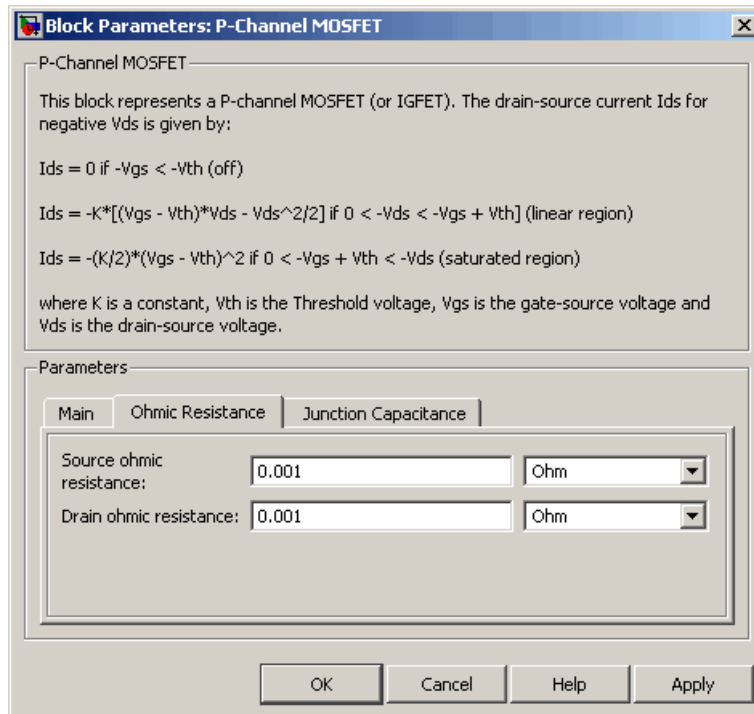 Block Parameters: P-Channel MOSFET
P-Channel MOSFET
This block represents a P-channel MOSFET (or IGFET). The drain-source current Ids for
negative Vds is given by:
Ids = 0 if -Vgs < -Vth (off)
Ids = -K*[(Vgs - Vth)*Vds - Vds^2/2] if 0 < -Vds < -Vgs + Vth] (linear region)
Ids = -(K/2)*(Vgs - Vth)^2 if 0 < -Vgs + Vth < -Vds (saturated region)
where K is a constant, Vth is the Threshold voltage, Vgs is the gate-source voltage and
Vds is the drain-source voltage.
Parameters
Main Ohmic Resistance Junction Capacitance
Source ohmic
resistance: 0.001 Ohm
Drain ohmic resistance: 0.001 Ohm
OK Cancel Help Apply